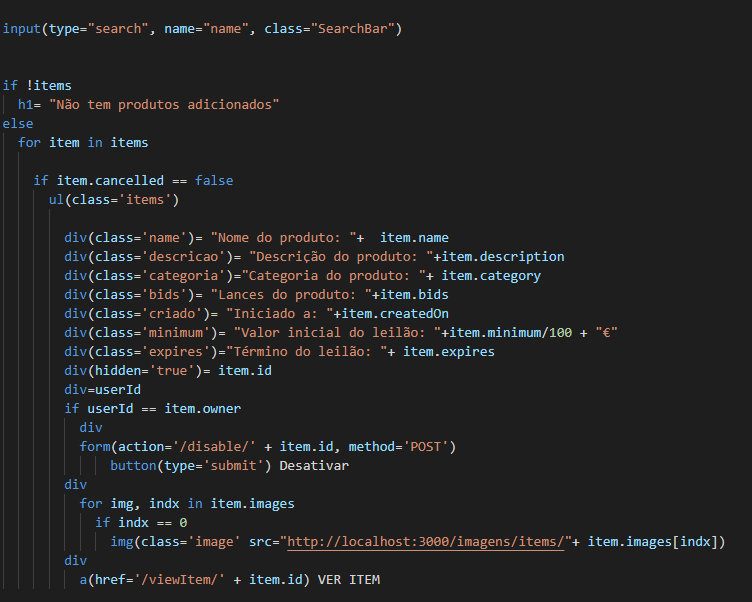 input(type="search", name="name", class="SearchBar")
if !items
h1= "Não tem produtos adicionados"
else
for item in items
if item.cancelled == false
ul(class='items')
div(class='name')= "Nome do produto: "+  item.name
div(class='descricao')= "Descrição do produto: "+item.description
div(class='categoria')="Categoria do produto: "+ item.category
div(class='bids')= "Lances do produto: "+item.bids
div(class='criado')= "Iniciado a: "+item.createdOn
div(class='minimum')= "Valor inicial do leilão: "+item.minimum/100 + "€"
div(class='expires')="Término do leilão: "+ item.expires
div(hidden='true')= item.id
div=userId
if userId == item.owner
div
form(action='/disable/' + item.id, method='POST')
button(type='submit') Desativar
div
for img, indx in item.images
if indx == 0
img(class='image' src="http://localhost:3000/imagens/items/"+ item.images[indx])
div
a(href='/viewItem/' + item.id) VER ITEM